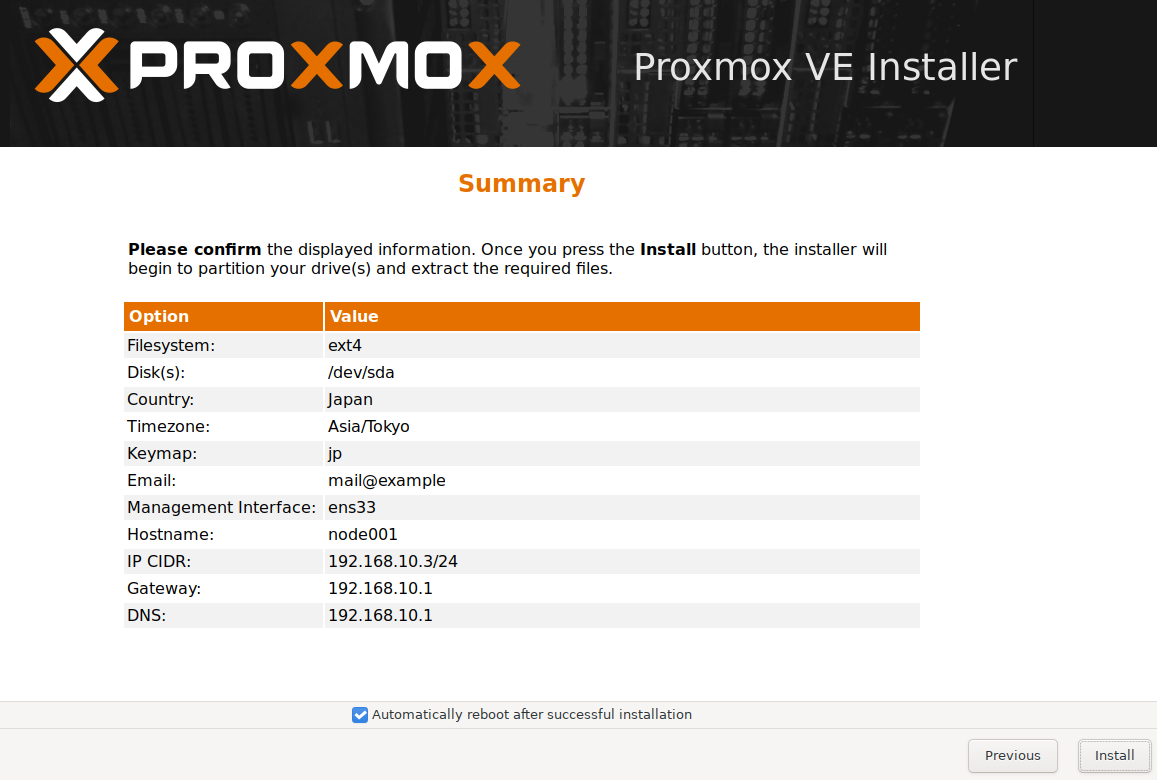 PROXMOX
Proxmox VE Installer
Summary
Please confirm the displayed information. Once you press the Install button, the installer will
begin to partition your drive(s) and extract the required files.
Option Value
Filesystem: ext4
Disk(s): /dev/sda
Country: Japan
Timezone: Asia/Tokyo
Keymap: jp
Email: mail@example
Management Interface: ens33
Hostname: node001
IP CIDR: 192.168.10.3/24
Gateway: 192.168.10.1
DNS: 192.168.10.1
Automatically reboot after successful installation
Previous Install